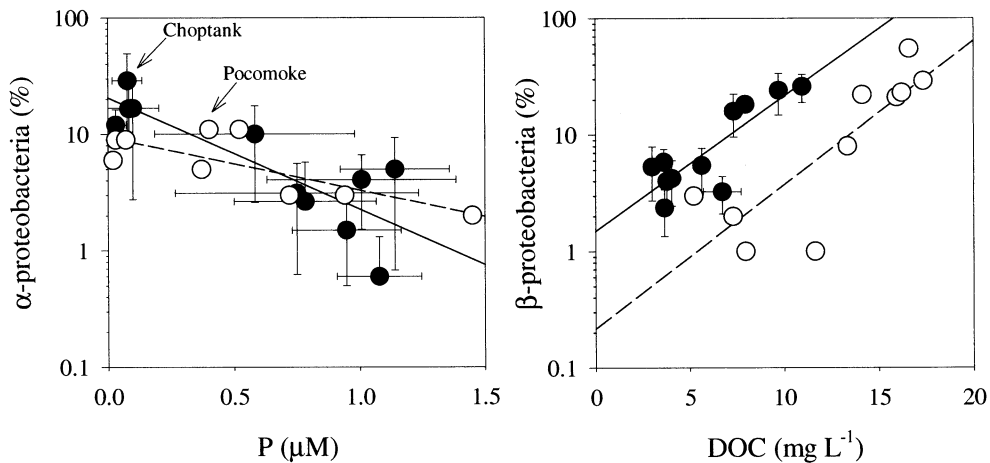 100
10
1
0.1
α-proteobacteria (%)
Choptank
Pocomoke
0.0 0.5 1.0 1.5
P (μM)
100
10
1
0.1
β-proteobacteria (%)
0 5 10 15 20
DOC (mg L⁻¹)